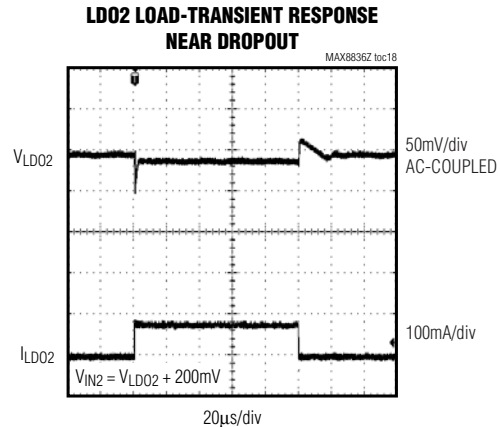 LDO2 LOAD-TRANSIENT RESPONSE
NEAR DROPOUT
MAX8836Z toc18
VLDO2
50mV/div
AC-COUPLED
ILDO2
100mA/div
VIN2 = VLDO2 + 200mV
20μs/div